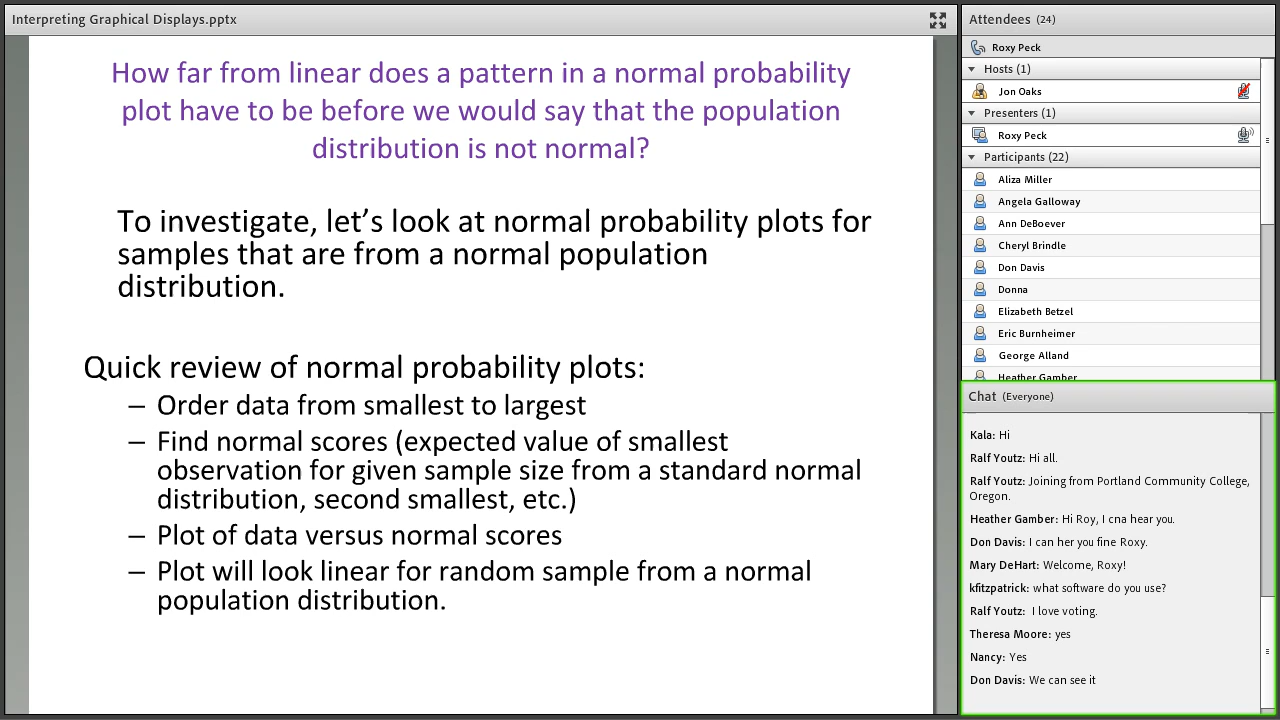 Interpreting Graphical Displays.pptx
How far from linear does a pattern in a normal probability
plot have to be before we would say that the population
distribution is not normal?
To investigate, let’s look at normal probability plots for
samples that are from a normal population
distribution.
Quick review of normal probability plots:
– Order data from smallest to largest
– Find normal scores (expected value of smallest
observation for given sample size from a standard normal
distribution, second smallest, etc.)
– Plot of data versus normal scores
– Plot will look linear for random sample from a normal
population distribution.
Attendees (24)
Roxy Peck
Hosts (1)
Jon Oaks
Presenters (1)
Roxy Peck
Participants (22)
Aliza Miller
Angela Galloway
Ann DeBoever
Cheryl Brindle
Don Davis
Donna
Elizabeth Betzel
Eric Burnheimer
George Alland
Heather Gamber
Chat (Everyone)
Kala: Hi
Ralf Youtz: Hi all.
Ralf Youtz: Joining from Portland Community College,
Oregon.
Heather Gamber: Hi Roy, I cna hear you.
Don Davis: I can her you fine Roxy.
Mary DeHart: Welcome, Roxy!
kfitzpatrick: what software do you use?
Ralf Youtz: I love voting.
Theresa Moore: yes
Nancy: Yes
Don Davis: We can see it